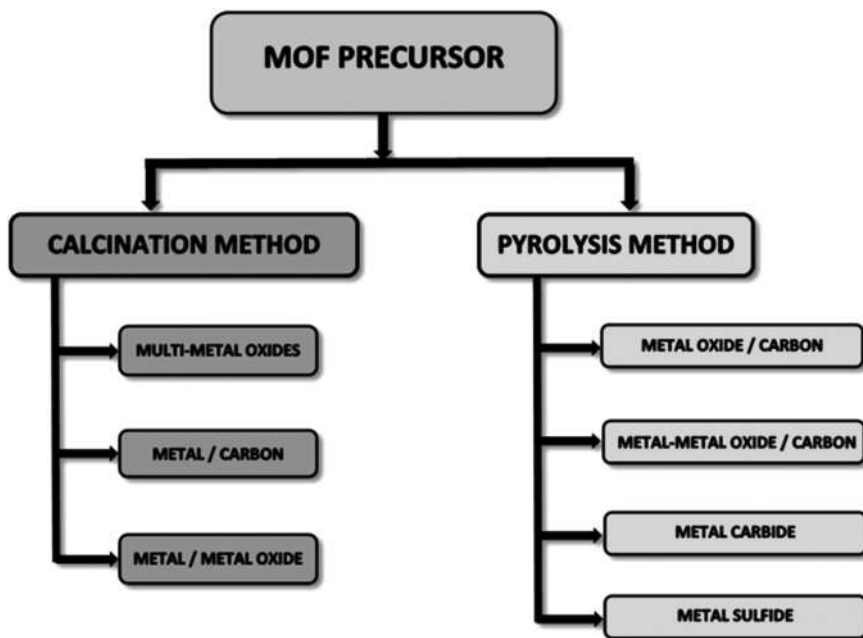 MOF PRECURSOR
CALCINATION METHOD
MULTI-METAL OXIDES
METAL / CARBON
METAL / METAL OXIDE
PYROLYSIS METHOD
METAL OXIDE / CARBON
METAL-METAL OXIDE / CARBON
METAL CARBIDE
METAL SULFIDE